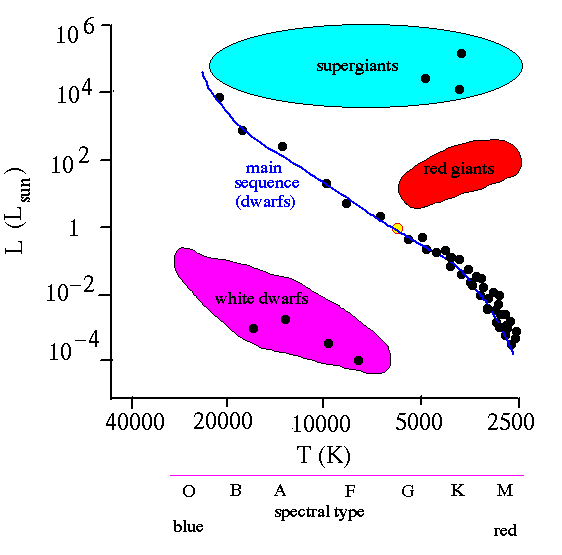 10^6
supergiants
10^4
10^2
red giants
main
sequence
(dwarfs)
L (L_sun)
1
10^-2
white dwarfs
10^-4
40000 20000 10000 5000 2500
T (K)
O B A F G K M
spectral type
blue red